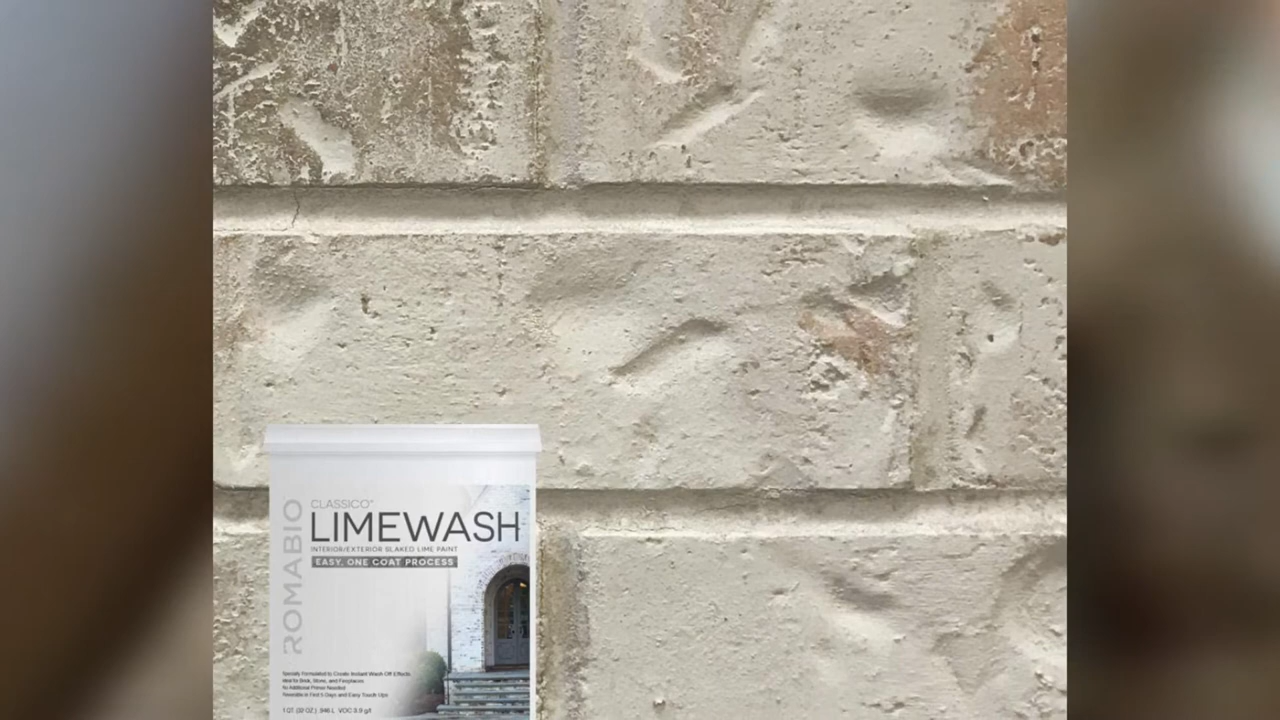 ROMABIO
CLASSICO®
LIMEWASH
INTERIOR/EXTERIOR SLAKED LIME PAINT
EASY, ONE COAT PROCESS
Specially Formulated to Create Instant Wash Off Effects
Ideal for Brick, Stone, and Fireplaces
No Additional Primer Needed
Reversible in First 5 Days and Easy Touch Ups
1 QT. (32 OZ.) .946 L VOC 3.9 g/l